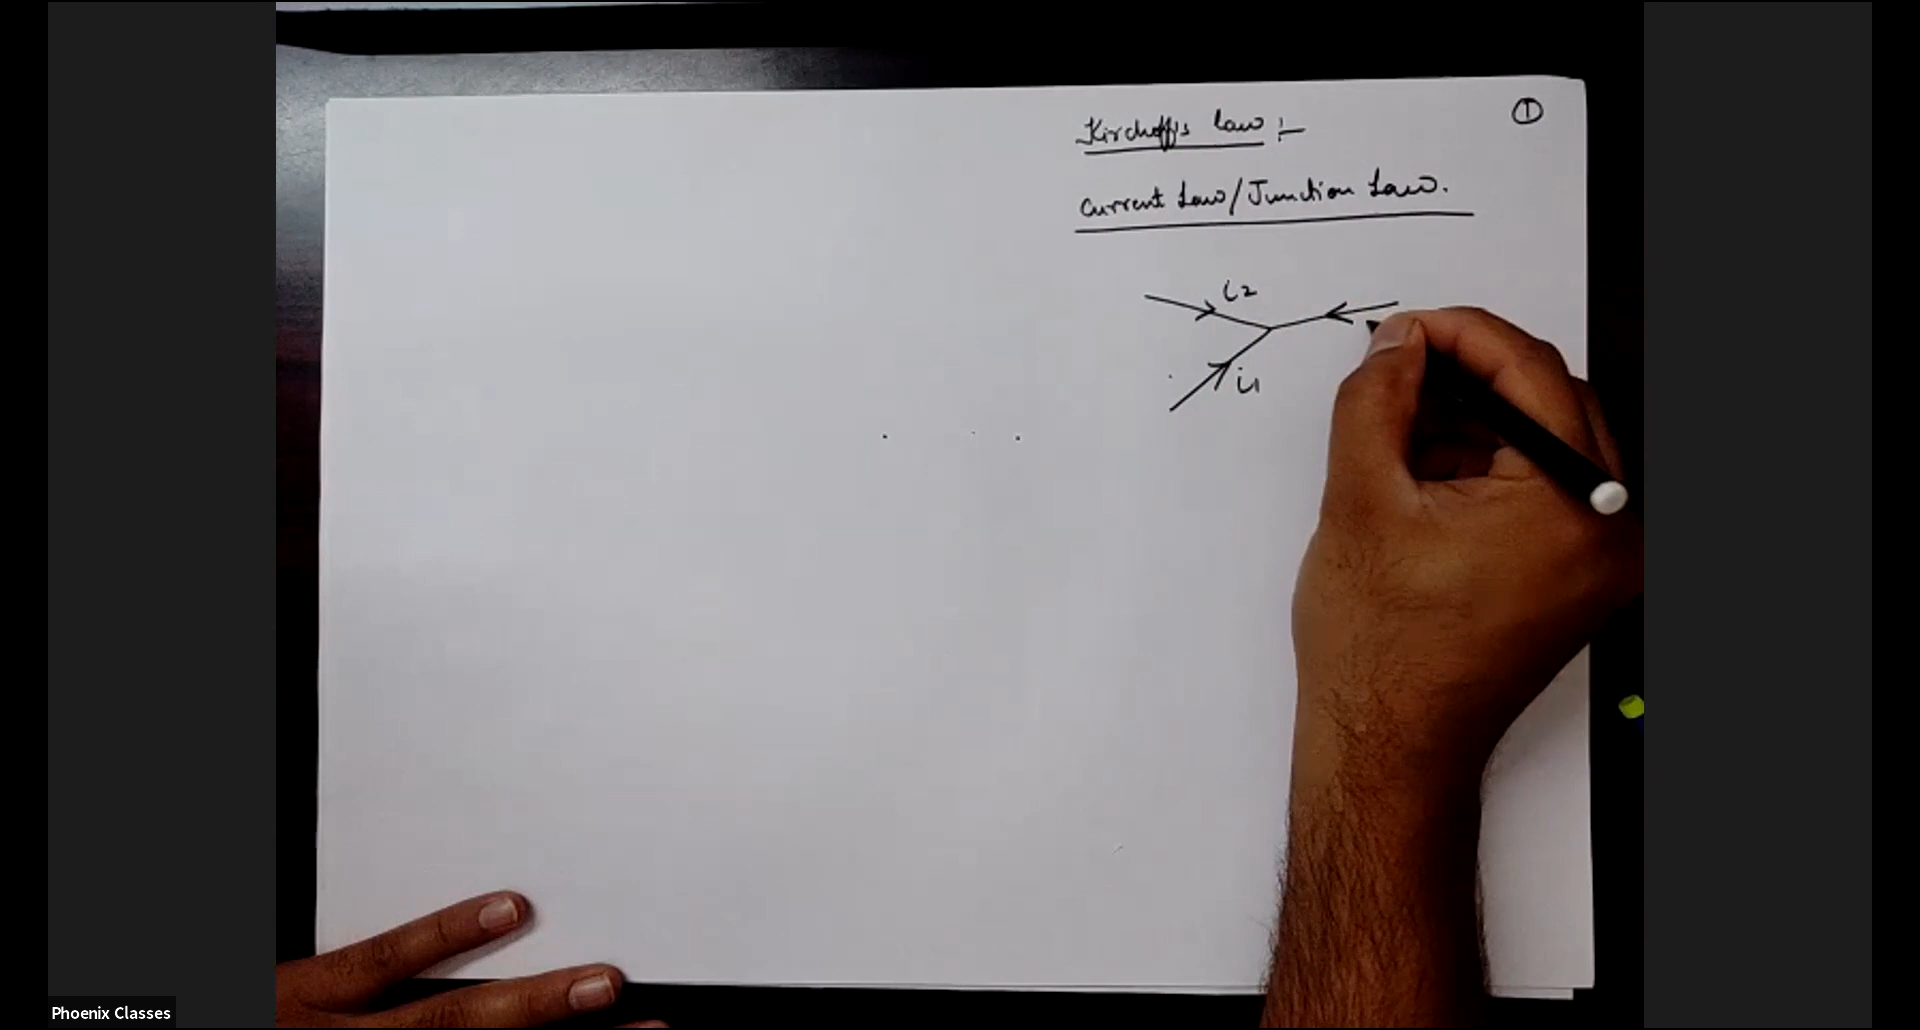 ①
Kirchoff's Law :-
Current Law/Junction Law.
i2
i1
Phoenix Classes